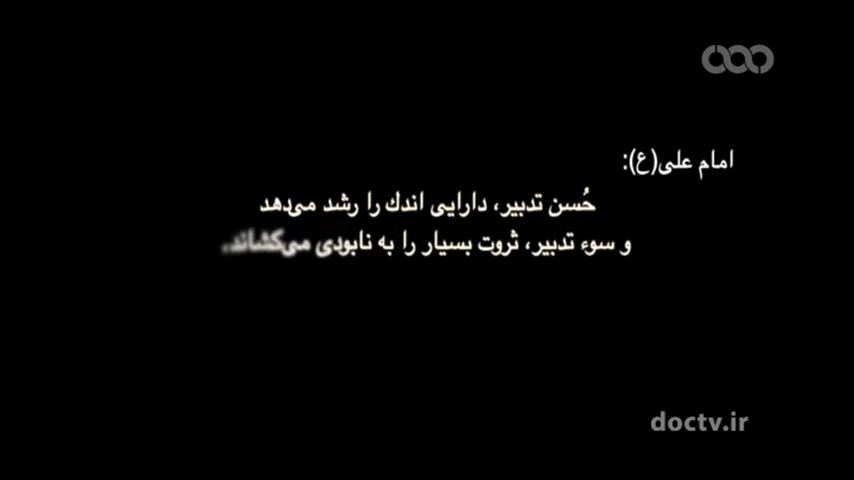 امام علی(ع):
حُسن تدبیر، دارایی اندك را رشد می‌دهد
و سوء تدبیر، ثروت بسیار را به نابودی می‌کشاند.
doctv.ir